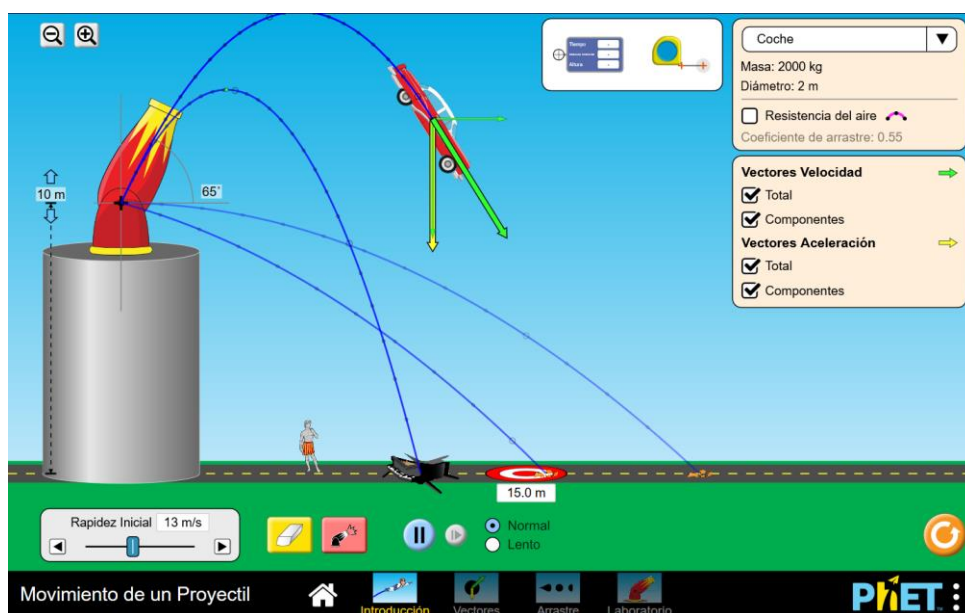 Tiempo
Altura
Coche
Masa: 2000 kg
Diámetro: 2 m
Resistencia del aire
Coeficiente de arrastre: 0.55
Vectores Velocidad
Total
Componentes
Vectores Aceleración
Total
Componentes
10 m
65°
15.0 m
Rapidez Inicial 13 m/s
Normal
Lento
Movimiento de un Proyectil
Introducción
Vectores
Arrastre
Laboratorio
PhET